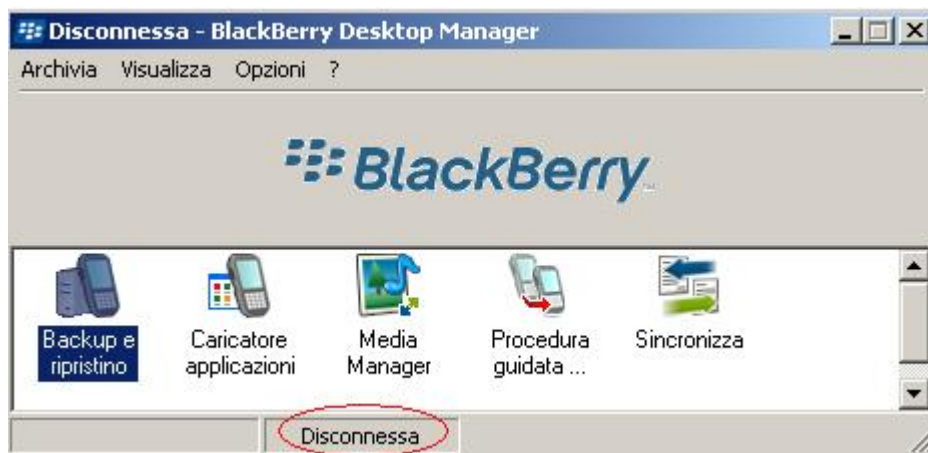 Disconnessa - BlackBerry Desktop Manager
Archivia Visualizza Opzioni ?
BlackBerry
Backup e ripristino
Caricatore applicazioni
Media Manager
Procedura guidata ...
Sincronizza
Disconnessa